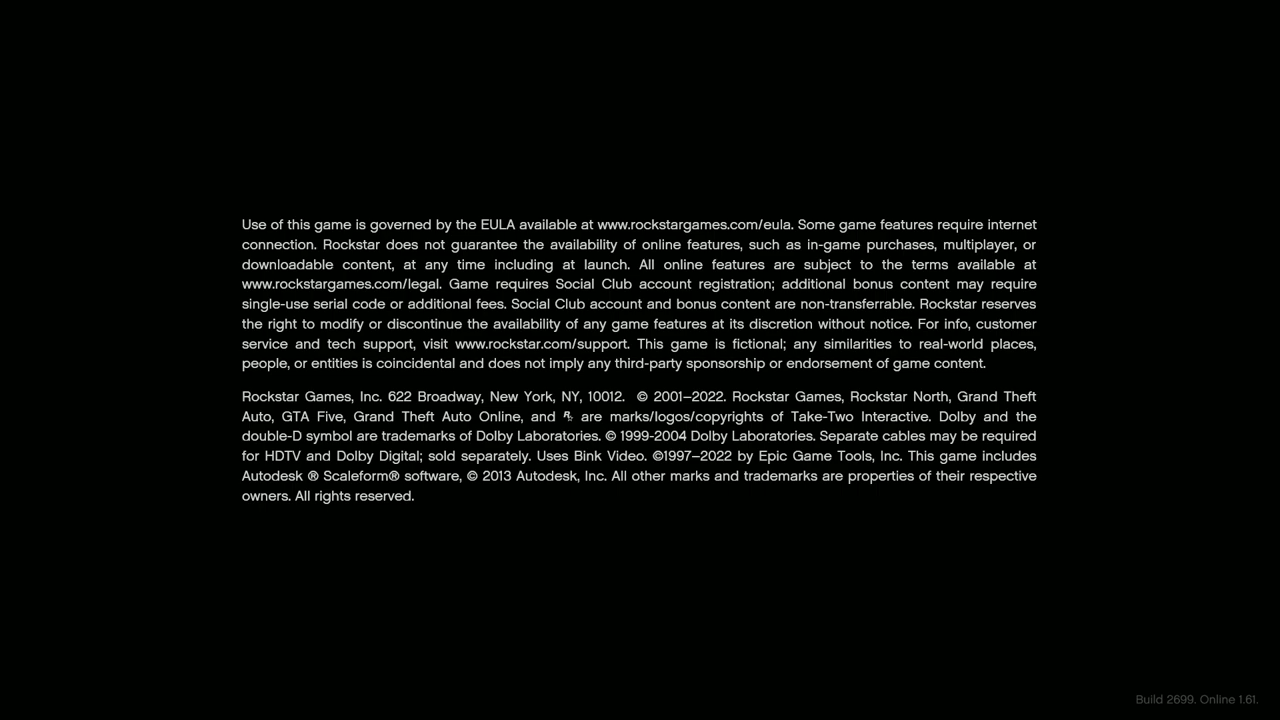 Use of this game is governed by the EULA available at www.rockstargames.com/eula. Some game features require internet
connection. Rockstar does not guarantee the availability of online features, such as in-game purchases, multiplayer, or
downloadable content, at any time including at launch. All online features are subject to the terms available at
www.rockstargames.com/legal. Game requires Social Club account registration; additional bonus content may require
single-use serial code or additional fees. Social Club account and bonus content are non-transferrable. Rockstar reserves
the right to modify or discontinue the availability of any game features at its discretion without notice. For info, customer
service and tech support, visit www.rockstar.com/support. This game is fictional; any similarities to real-world places,
people, or entities is coincidental and does not imply any third-party sponsorship or endorsement of game content.
Rockstar Games, Inc. 622 Broadway, New York, NY, 10012. © 2001–2022. Rockstar Games, Rockstar North, Grand Theft
Auto, GTA Five, Grand Theft Auto Online, and R* are marks/logos/copyrights of Take-Two Interactive. Dolby and the
double-D symbol are trademarks of Dolby Laboratories. © 1999-2004 Dolby Laboratories. Separate cables may be required
for HDTV and Dolby Digital; sold separately. Uses Bink Video. ©1997–2022 by Epic Game Tools, Inc. This game includes
Autodesk ® Scaleform® software, © 2013 Autodesk, Inc. All other marks and trademarks are properties of their respective
owners. All rights reserved.
Build 2699. Online 1.61.